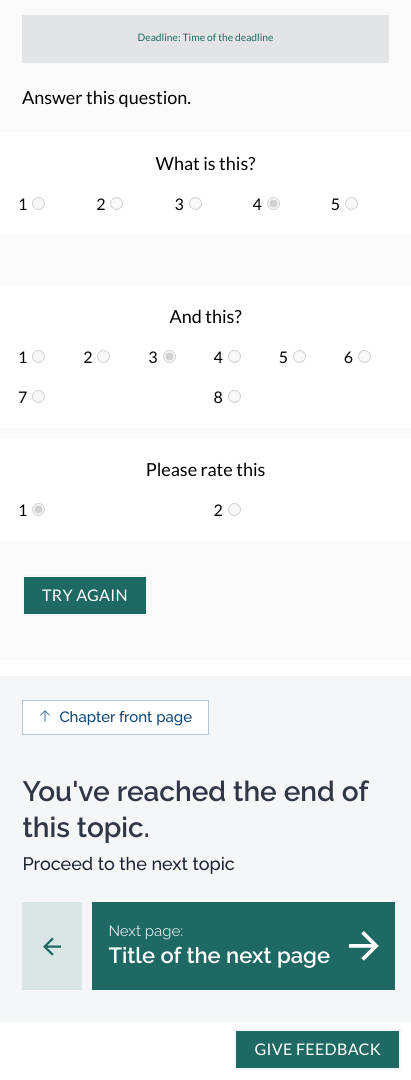 Deadline: Time of the deadline
Answer this question.
What is this?
1 2 3 4 5
And this?
1 2 3 4 5 6
7 8
Please rate this
1 2
TRY AGAIN
↑ Chapter front page
You've reached the end of
this topic.
Proceed to the next topic
Next page:
Title of the next page
GIVE FEEDBACK